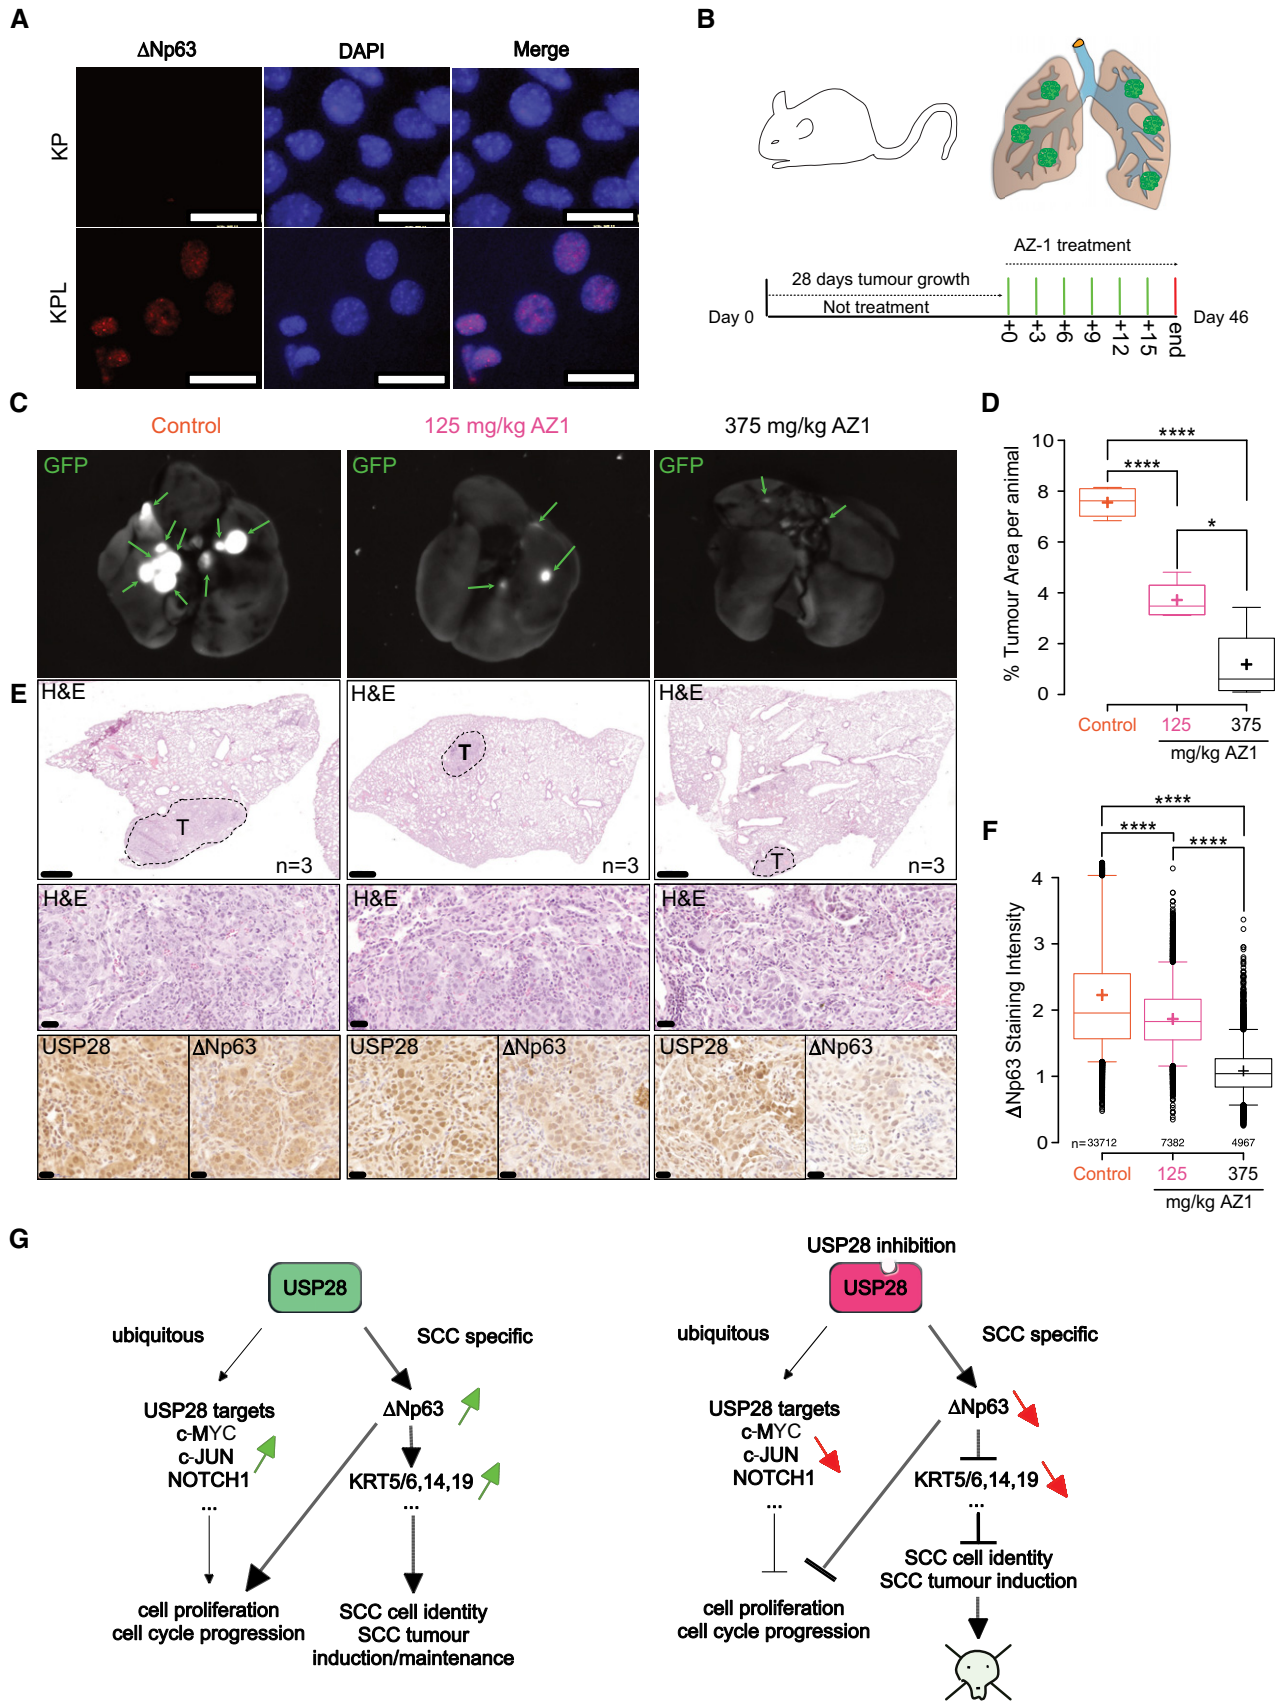 A
ΔNp63
DAPI
Merge
KP
KPL
B
AZ-1 treatment
28 days tumour growth
Not treatment
Day 0
Day 46
+0
+3
+6
+9
+12
+15
end
C
Control
125 mg/kg AZ1
375 mg/kg AZ1
GFP
GFP
GFP
D
% Tumour Area per animal
10
8
6
4
2
0
****
****
*
Control
125
375
mg/kg AZ1
E
H&E
H&E
H&E
T
T
T
n=3
n=3
H&E
H&E
H&E
USP28
ΔNp63
USP28
ΔNp63
USP28
ΔNp63
F
ΔNp63 Staining Intensity
4
3
2
1
0
****
****
****
n=33712
7382
4967
Control
125
375
mg/kg AZ1
G
USP28
ubiquitous
SCC specific
USP28 targets
c-MYC
c-JUN
NOTCH1
...
ΔNp63
KRT5/6,14,19
...
cell proliferation
cell cycle progression
SCC cell identity
SCC tumour
induction/maintenance
USP28 inhibition
USP28
ubiquitous
SCC specific
USP28 targets
c-MYC
c-JUN
NOTCH1
...
ΔNp63
KRT5/6,14,19
...
SCC cell identity
SCC tumour induction
cell proliferation
cell cycle progression